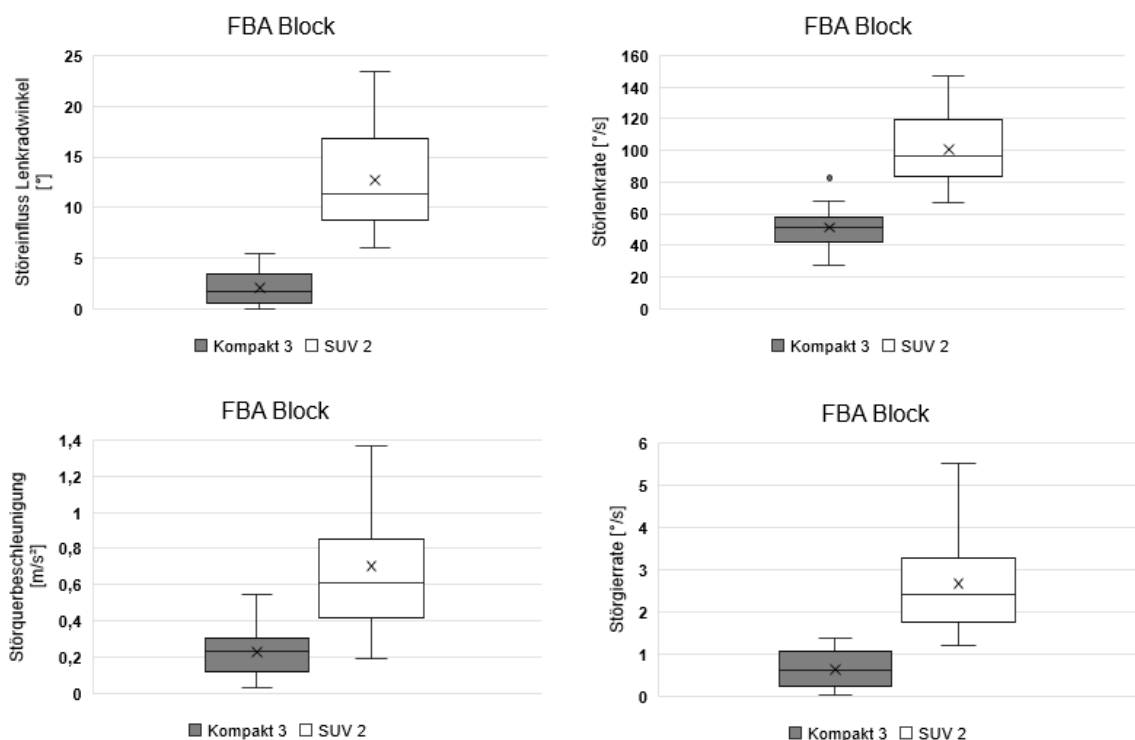 FBA Block
Störeinfluss Lenkradwinkel
[°]
25
20
15
10
5
0
Kompakt 3 SUV 2
FBA Block
Störlenkrate [°/s]
160
140
120
100
80
60
40
20
0
Kompakt 3 SUV 2
FBA Block
Störquerbeschleunigung
[m/s²]
1,4
1,2
1
0,8
0,6
0,4
0,2
0
Kompakt 3 SUV 2
FBA Block
Störgierrate [°/s]
6
5
4
3
2
1
0
Kompakt 3 SUV 2